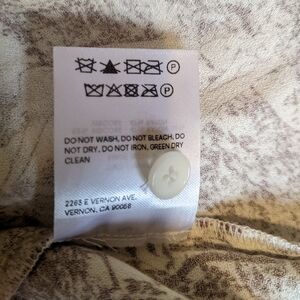 P
P
DO NOT WASH, DO NOT BLEACH, DO
NOT DRY, DO NOT IRON, GREEN DRY
CLEAN
2263 E VERNON AVE.
VERNON, CA 90058